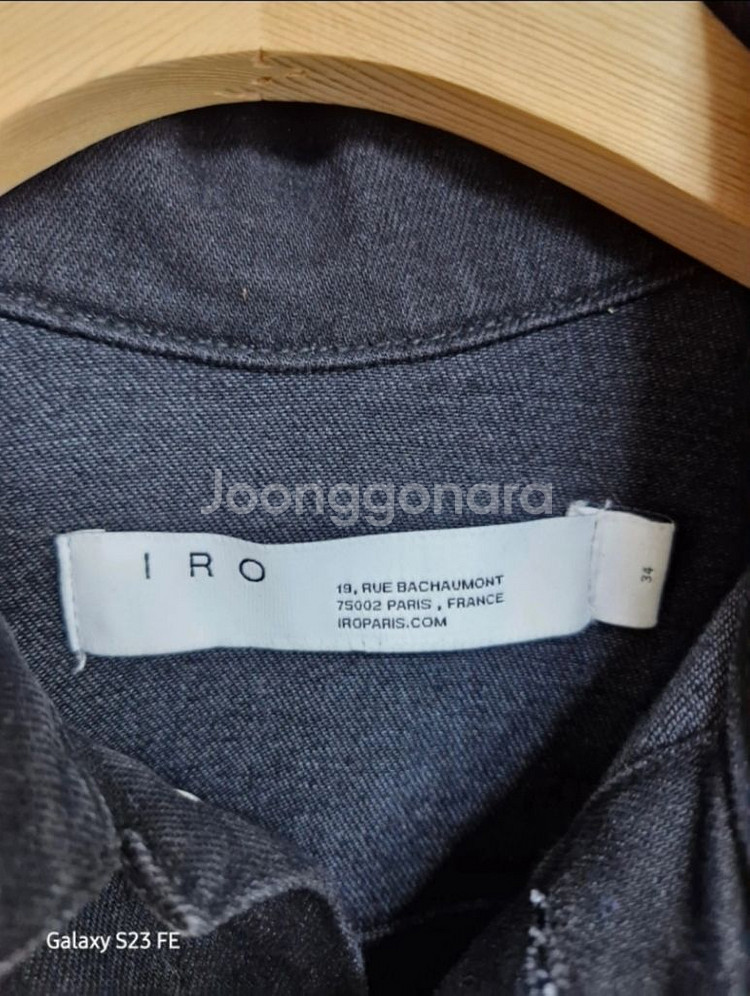 Joonggonara
I R O
19, RUE BACHAUMONT
75002 PARIS , FRANCE
IROPARIS.COM
34
Galaxy S23 FE